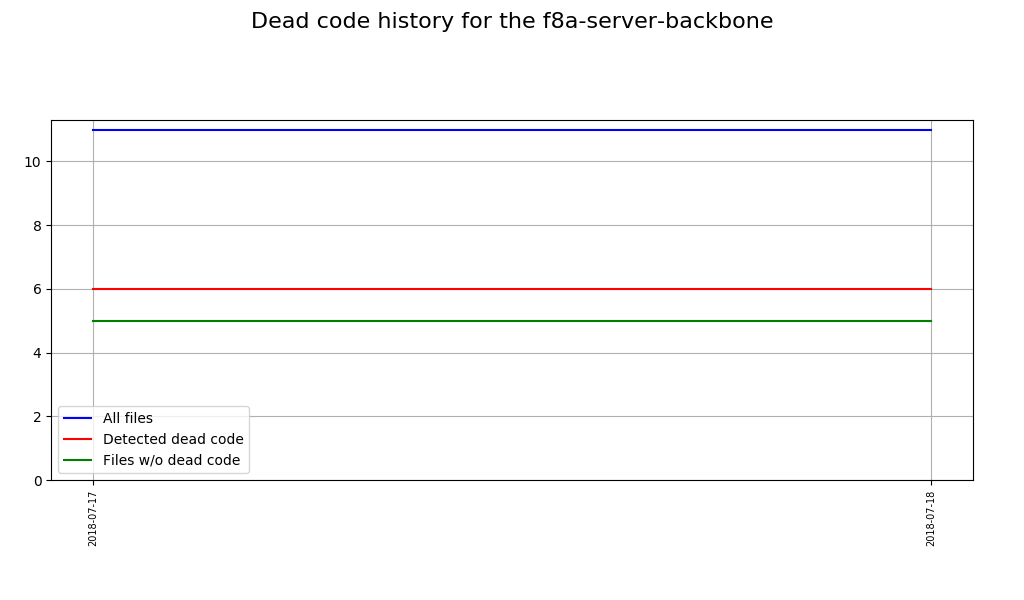 Dead code history for the f8a-server-backbone
10
8
6
4
2
0
All files
Detected dead code
Files w/o dead code
2018-07-17
2018-07-18